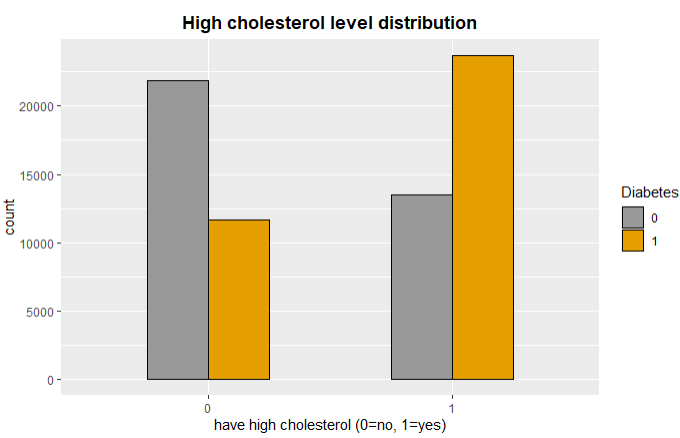 High cholesterol level distribution
count
20000
15000
10000
5000
0
0
1
have high cholesterol (0=no, 1=yes)
Diabetes
0
1